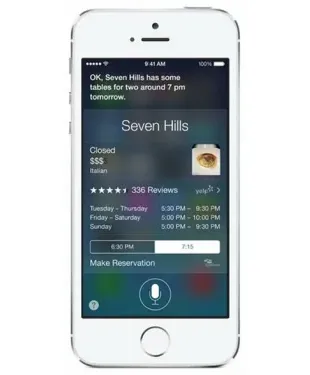 9:41 AM 100%
OK, Seven Hills has some
tables for two around 7 pm
tomorrow.
Seven Hills
Closed
$$$
Italian
336 Reviews yelp
Tuesday – Thursday 5:30 PM – 9:30 PM
Friday – Saturday 5:00 PM – 10:00 PM
Sunday 5:00 PM – 9:30 PM
6:30 PM 7:15
Make Reservation
?